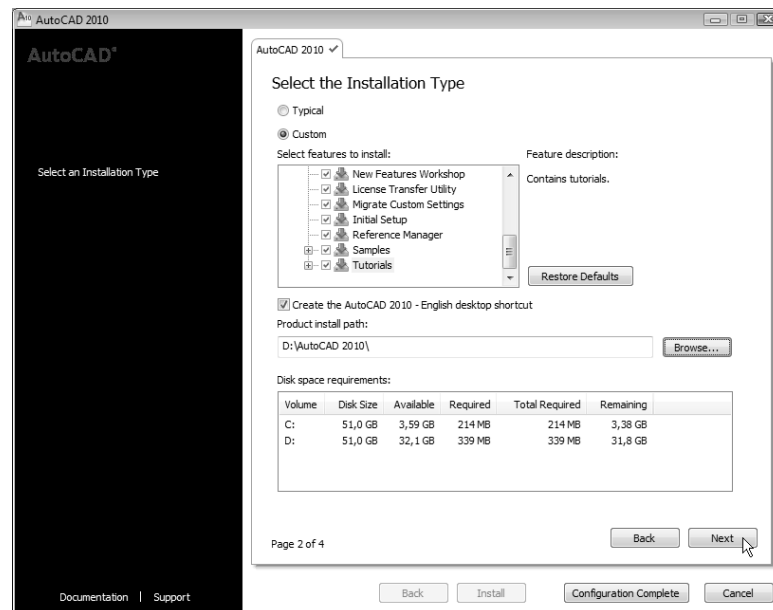 AutoCAD 2010
AutoCAD®
Select an Installation Type
AutoCAD 2010
Select the Installation Type
Typical
Custom
Select features to install:
New Features Workshop
License Transfer Utility
Migrate Custom Settings
Initial Setup
Reference Manager
Samples
Tutorials
Feature description:
Contains tutorials.
Restore Defaults
Create the AutoCAD 2010 - English desktop shortcut
Product install path:
D:\AutoCAD 2010\
Browse...
Disk space requirements:
Volume Disk Size Available Required Total Required Remaining
C: 51,0 GB 3,59 GB 214 MB 214 MB 3,38 GB
D: 51,0 GB 32,1 GB 339 MB 339 MB 31,8 GB
Page 2 of 4
Back Next
Documentation | Support
Back Install Configuration Complete Cancel